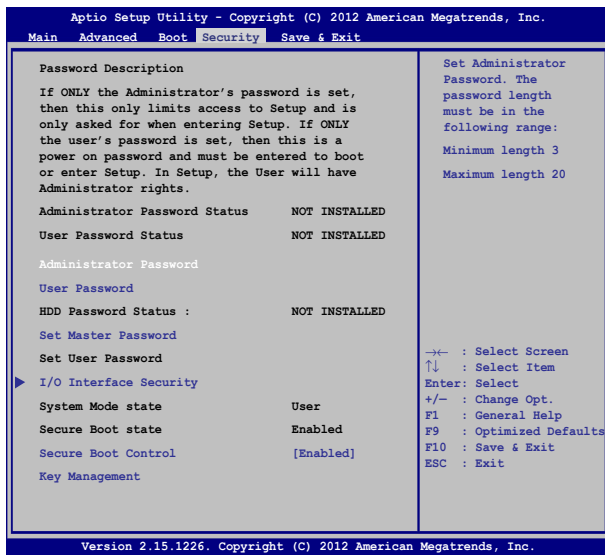 Aptio Setup Utility - Copyright (C) 2012 American Megatrends, Inc.
Main Advanced Boot Security Save & Exit
Password Description
If ONLY the Administrator's password is set,
then this only limits access to Setup and is
only asked for when entering Setup. If ONLY
the user's password is set, then this is a
power on password and must be entered to boot
or enter Setup. In Setup, the User will have
Administrator rights.
Administrator Password Status NOT INSTALLED
User Password Status NOT INSTALLED
Administrator Password
User Password
HDD Password Status : NOT INSTALLED
Set Master Password
Set User Password
I/O Interface Security
System Mode state User
Secure Boot state Enabled
Secure Boot Control [Enabled]
Key Management
Set Administrator
Password. The
password length
must be in the
following range:
Minimum length 3
Maximum length 20
→← : Select Screen
↑↓ : Select Item
Enter: Select
+/— : Change Opt.
F1 : General Help
F9 : Optimized Defaults
F10 : Save & Exit
ESC : Exit
Version 2.15.1226. Copyright (C) 2012 American Megatrends, Inc.